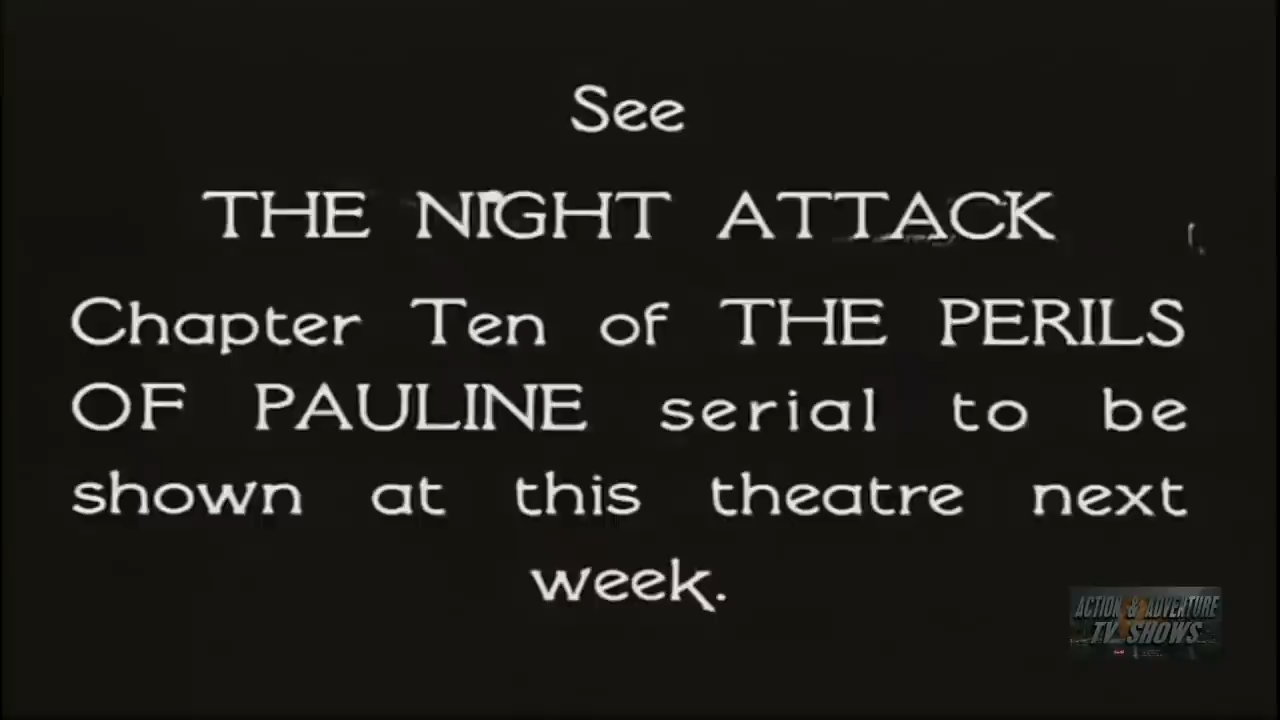 See
THE NIGHT ATTACK
Chapter Ten of THE PERILS
OF PAULINE serial to be
shown at this theatre next
week.
ACTION & ADVENTURE
TV SHOWS